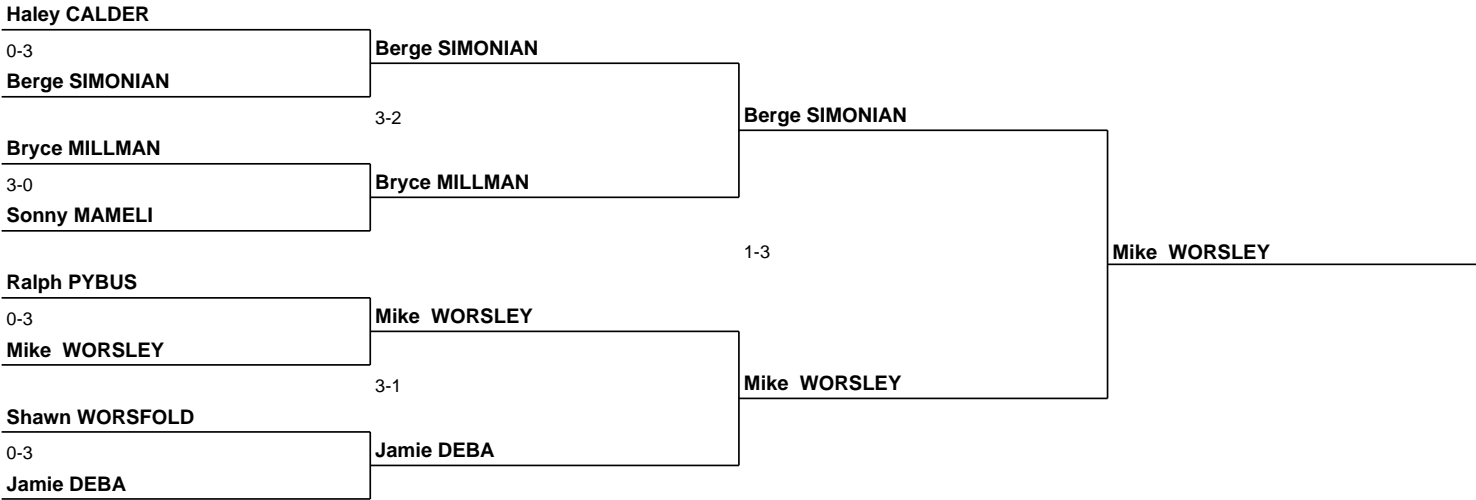 Haley CALDER
0-3
Berge SIMONIAN
Berge SIMONIAN
3-2
Berge SIMONIAN
Bryce MILLMAN
3-0
Bryce MILLMAN
Sonny MAMELI
1-3
Mike  WORSLEY
Ralph PYBUS
0-3
Mike  WORSLEY
Mike  WORSLEY
3-1
Mike  WORSLEY
Shawn WORSFOLD
0-3
Jamie DEBA
Jamie DEBA